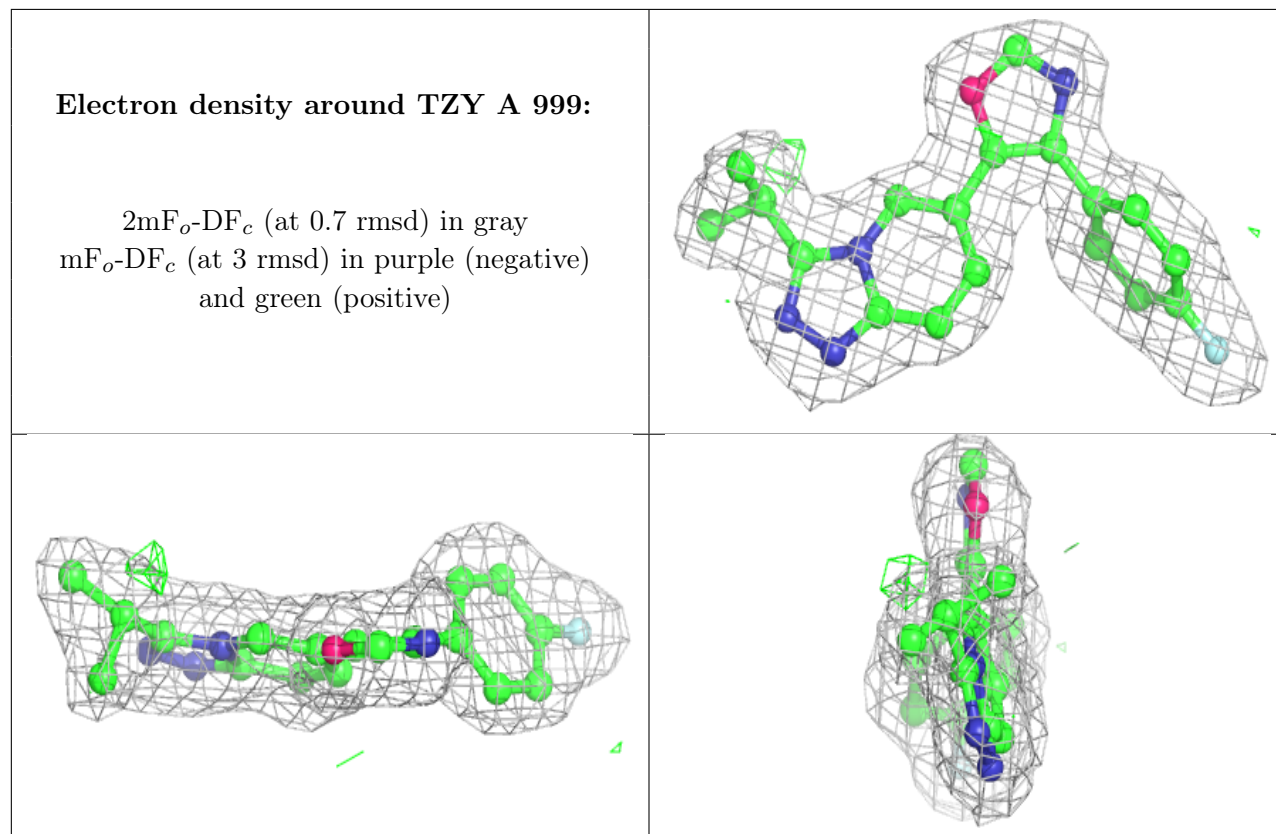 Electron density around TZY A 999:
2mFo-DFc (at 0.7 rmsd) in gray
mFo-DFc (at 3 rmsd) in purple (negative)
and green (positive)